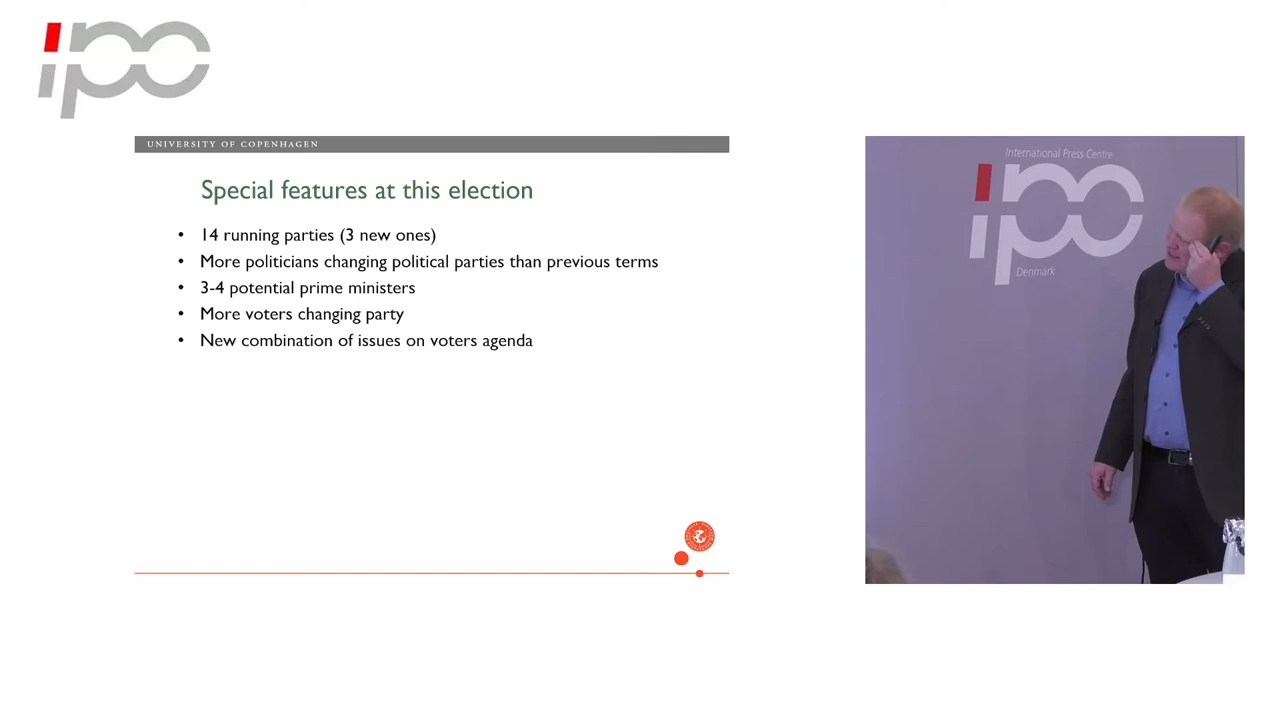 ipc
UNIVERSITY OF COPENHAGEN
Special features at this election
• 14 running parties (3 new ones)
• More politicians changing political parties than previous terms
• 3-4 potential prime ministers
• More voters changing party
• New combination of issues on voters agenda
International Press Centre
ipc
Denmark